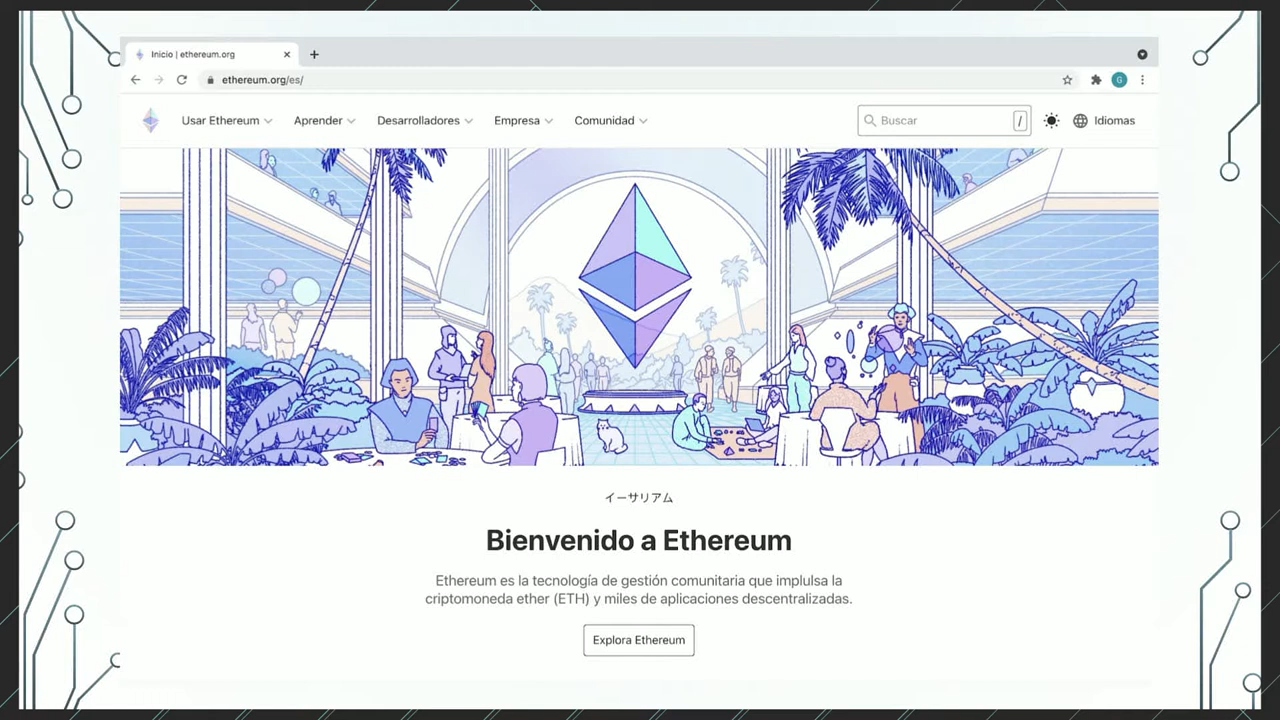 Inicio | ethereum.org
ethereum.org/es/
G
Usar Ethereum Aprender Desarrolladores Empresa Comunidad Buscar / Idiomas
イーサリアム
Bienvenido a Ethereum
Ethereum es la tecnología de gestión comunitaria que implulsa la
criptomoneda ether (ETH) y miles de aplicaciones descentralizadas.
Explora Ethereum